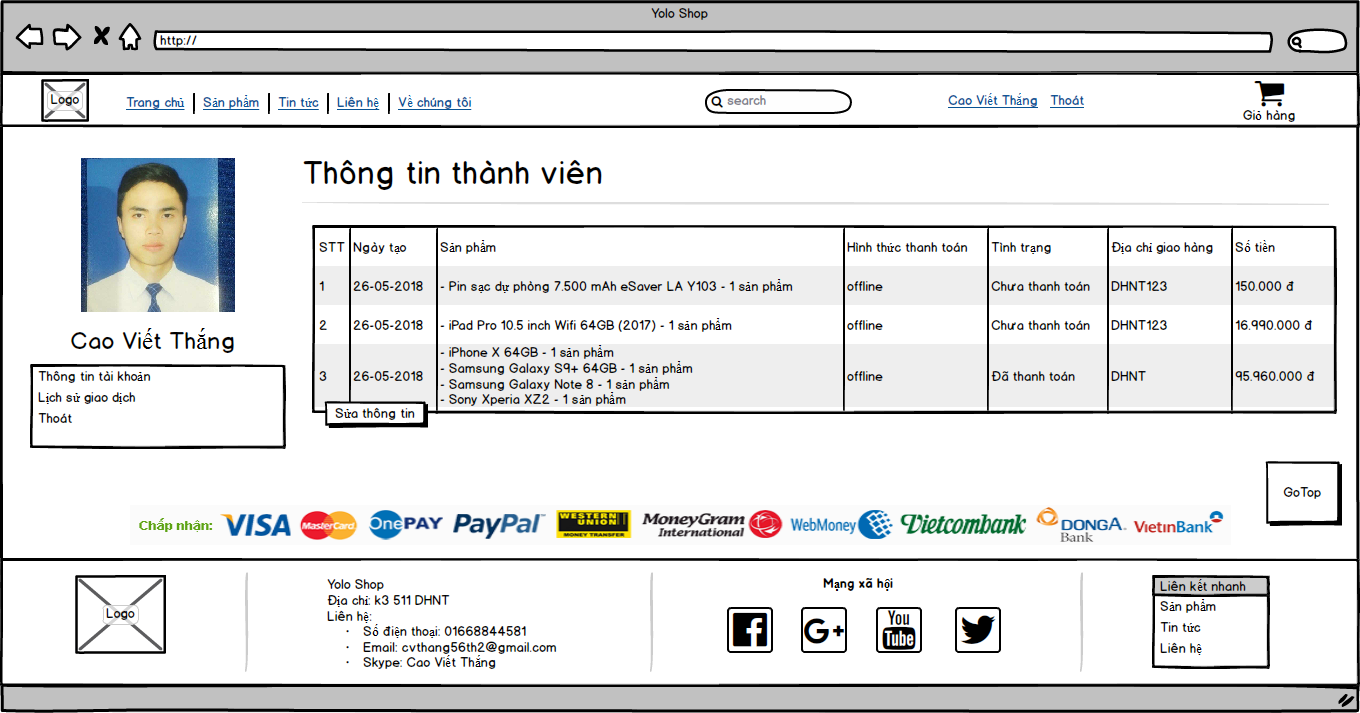 Yolo Shop
http://
Logo
Trang chủ
Sản phẩm
Tin tức
Liên hệ
Về chúng tôi
search
Cao Viết Thắng
Thoát
Giỏ hàng
Cao Viết Thắng
Thông tin tài khoản
Lịch sử giao dịch
Thoát
Thông tin thành viên
STT Ngày tạo Sản phẩm Hình thức thanh toán Tình trạng Địa chỉ giao hàng Số tiền
1 26-05-2018 - Pin sạc dự phòng 7.500 mAh eSaver LA Y103 - 1 sản phẩm offline Chưa thanh toán DHNT123 150.000 đ
2 26-05-2018 - iPad Pro 10.5 inch Wifi 64GB (2017) - 1 sản phẩm offline Chưa thanh toán DHNT123 16.990.000 đ
- iPhone X 64GB - 1 sản phẩm
- Samsung Galaxy S9+ 64GB - 1 sản phẩm
3 26-05-2018 offline Đã thanh toán DHNT 95.960.000 đ
- Samsung Galaxy Note 8 - 1 sản phẩm
- Sony Xperia XZ2 - 1 sản phẩm
Sửa thông tin
GoTop
Chấp nhận: VISA MasterCard OnePAY PayPal WESTERN UNION MONEY TRANSFER MoneyGram International WebMoney Vietcombank DONGA Bank VietinBank
Logo
Yolo Shop
Địa chỉ: k3 511 DHNT
Liên hệ:
· Số điện thoại: 01668844581
· Email: cvthang56th2@gmail.com
· Skype: Cao Viết Thắng
Mạng xã hội
G+
You
Tube
Liên kết nhanh
Sản phẩm
Tin tức
Liên hệ